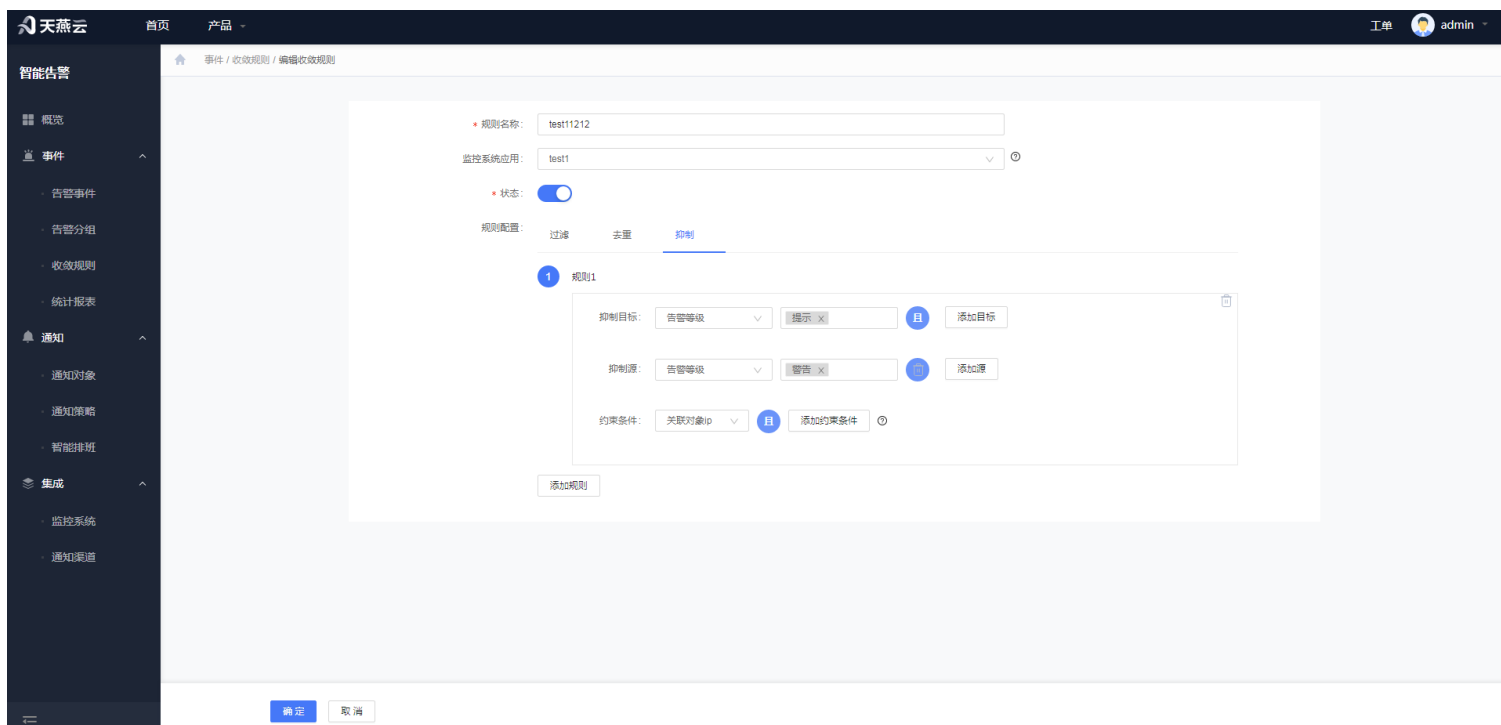 天燕云 首页 产品 工单 admin
智能告警
事件 / 收敛规则 / 编辑收敛规则
概览
事件
告警事件
告警分组
收敛规则
统计报表
通知
通知对象
通知策略
智能排班
集成
监控系统
通知渠道
* 规则名称: test11212
监控系统应用: test1
* 状态:
规则配置: 过滤 去重 抑制
1 规则1
抑制目标: 告警等级 提示 x 且 添加目标
抑制源: 告警等级 警告 x 添加源
约束条件: 关联对象ip 且 添加约束条件
添加规则
确定 取消